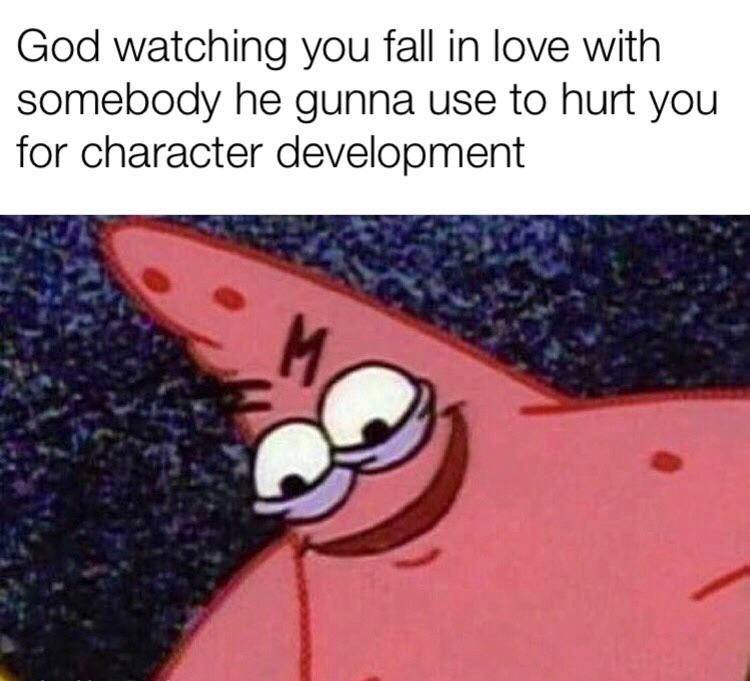 God watching you fall in love with
somebody he gunna use to hurt you
for character development